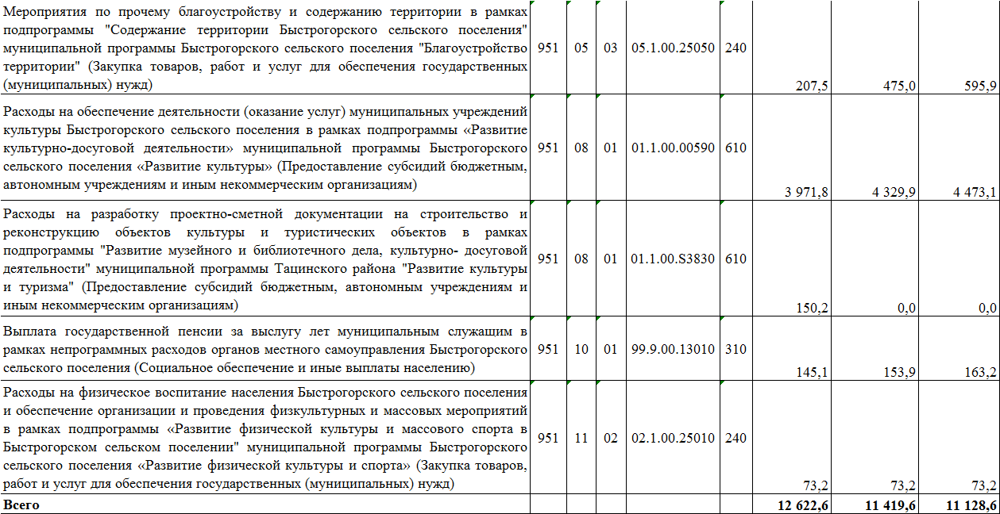 Мероприятия по прочему благоустройству и содержанию территории в рамках
подпрограммы "Содержание территории Быстрогорского сельского поселения"
муниципальной программы Быстрогорского сельского поселения "Благоустройство
территории" (Закупка товаров, работ и услуг для обеспечения государственных
(муниципальных) нужд)
951 05 03 05.1.00.25050 240
207,5 475,0 595,9
Расходы на обеспечение деятельности (оказание услуг) муниципальных учреждений
культуры Быстрогорского сельского поселения в рамках подпрограммы «Развитие
культурно-досуговой деятельности» муниципальной программы Быстрогорского
сельского поселения «Развитие культуры» (Предоставление субсидий бюджетным,
автономным учреждениям и иным некоммерческим организациям)
951 08 01 01.1.00.00590 610
3 971,8 4 329,9 4 473,1
Расходы на разработку проектно-сметной документации на строительство и
реконструкцию объектов культуры и туристических объектов в рамках
подпрограммы "Развитие музейного и библиотечного дела, культурно- досуговой
деятельности" муниципальной программы Тацинского района "Развитие культуры
и туризма" (Предоставление субсидий бюджетным, автономным учреждениям и
иным некоммерческим организациям)
951 08 01 01.1.00.S3830 610
150,2 0,0 0,0
Выплата государственной пенсии за выслугу лет муниципальным служащим в
рамках непрограммных расходов органов местного самоуправления Быстрогорского
сельского поселения (Социальное обеспечение и иные выплаты населению)
951 10 01 99.9.00.13010 310
145,1 153,9 163,2
Расходы на физическое воспитание населения Быстрогорского сельского поселения
и обеспечение организации и проведения физкультурных и массовых мероприятий
в рамках подпрограммы «Развитие физической культуры и массового спорта в
Быстрогорском сельском поселении" муниципальной программы Быстрогорского
сельского поселения «Развитие физической культуры и спорта» (Закупка товаров,
работ и услуг для обеспечения государственных (муниципальных) нужд)
951 11 02 02.1.00.25010 240
73,2 73,2 73,2
Всего 12 622,6 11 419,6 11 128,6